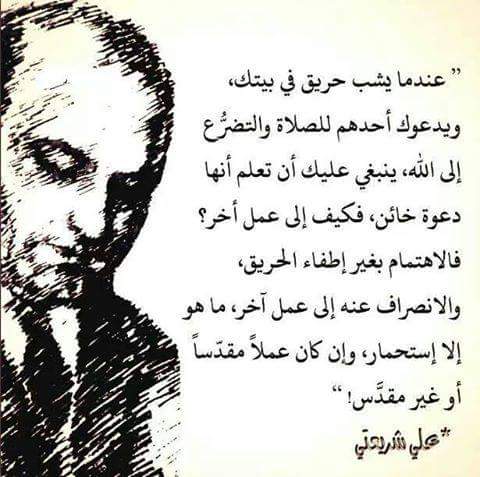 ” عندما يشب حريق في بيتك،
ويدعوك أحدهم للصلاة والتضرُّع
إلى الله، ينبغي عليك أن تعلم أنها
دعوة خائن، فكيف إلى عمل أخر؟
فالاهتمام بغير إطفاء الحريق،
والانصراف عنه إلى عمل آخر، ما هو
إلا إستحمار، وإن كان عملاً مقدّساً
أو غير مقدَّس! “
*علي شريعتي